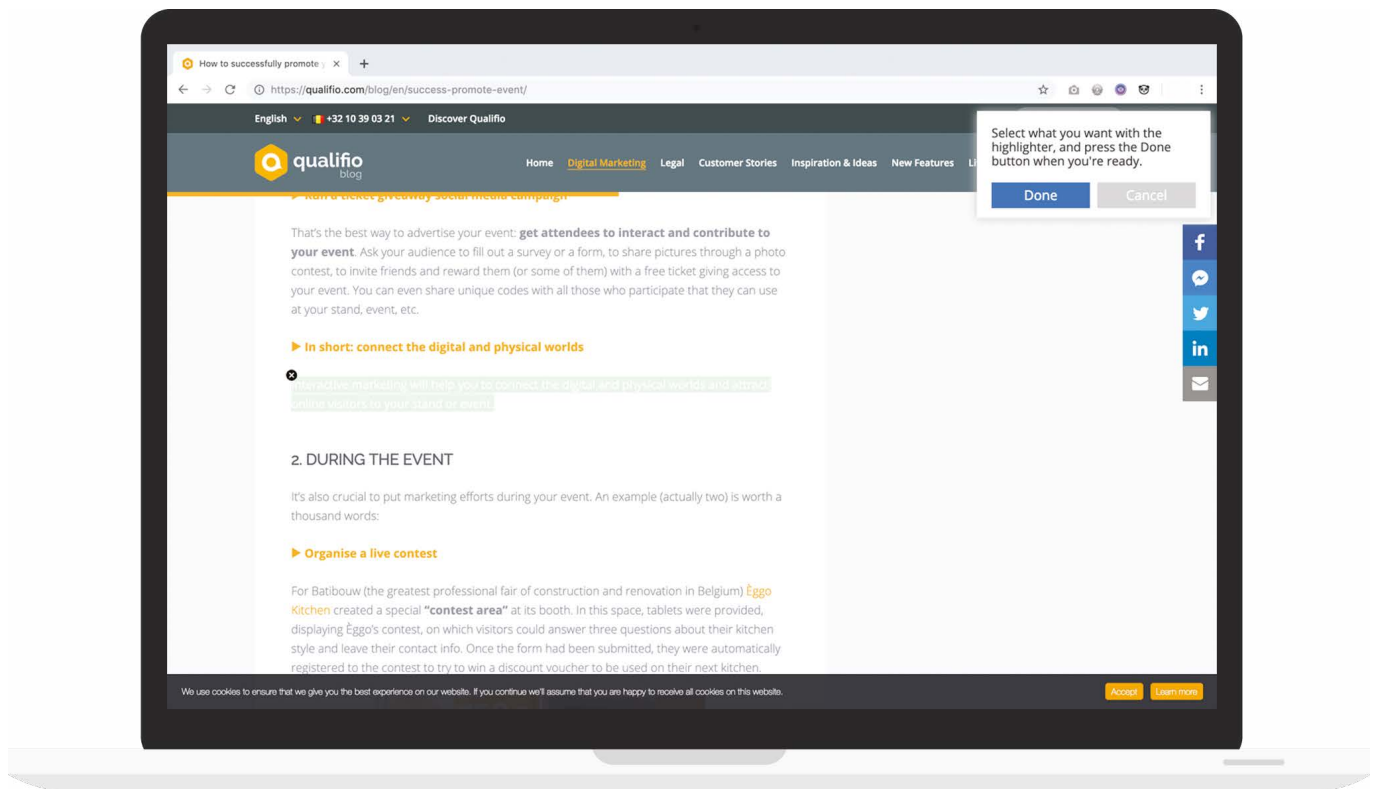 How to successfully promote y
https://qualifio.com/blog/en/success-promote-event/
English +32 10 39 03 21 Discover Qualifio
qualifio
blog
Home Digital Marketing Legal Customer Stories Inspiration & Ideas New Features
Select what you want with the
highlighter, and press the Done
button when you're ready.
Done Cancel
Run a ticket giveaway social media campaign
That's the best way to advertise your event: get attendees to interact and contribute to
your event. Ask your audience to fill out a survey or a form, to share pictures through a photo
contest, to invite friends and reward them (or some of them) with a free ticket giving access to
your event. You can even share unique codes with all those who participate that they can use
at your stand, event, etc.
In short: connect the digital and physical worlds
Interactive marketing will help you to connect the digital and physical worlds and attract
online visitors to your stand or event.
2. DURING THE EVENT
It's also crucial to put marketing efforts during your event. An example (actually two) is worth a
thousand words:
Organise a live contest
For Batibouw (the greatest professional fair of construction and renovation in Belgium) Èggo
Kitchen created a special “contest area” at its booth. In this space, tablets were provided,
displaying Èggo's contest, on which visitors could answer three questions about their kitchen
style and leave their contact info. Once the form had been submitted, they were automatically
registered to the contest to try to win a discount voucher to be used on their next kitchen.
We use cookies to ensure that we give you the best experience on our website. If you continue we'll assume that you are happy to receive all cookies on this website.
Accept Learn more